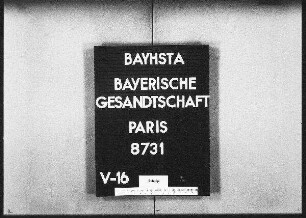 BAYHSTA
BAYERISCHE
GESANDTSCHAFT
PARIS
8731
V-16